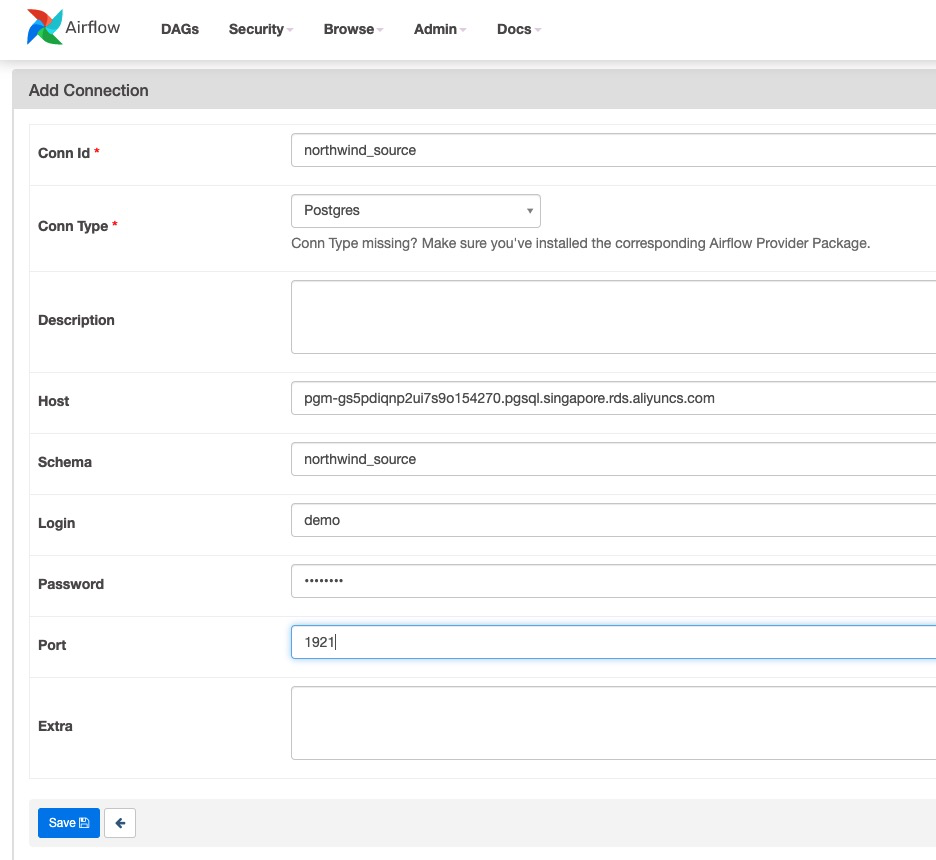 Airflow DAGs Security Browse Admin Docs
Add Connection
Conn Id *
northwind_source
Conn Type *
Postgres
Conn Type missing? Make sure you've installed the corresponding Airflow Provider Package.
Description
Host
pgm-gs5pdiqnp2ui7s9o154270.pgsql.singapore.rds.aliyuncs.com
Schema
northwind_source
Login
demo
Password
••••••••
Port
1921
Extra
Save